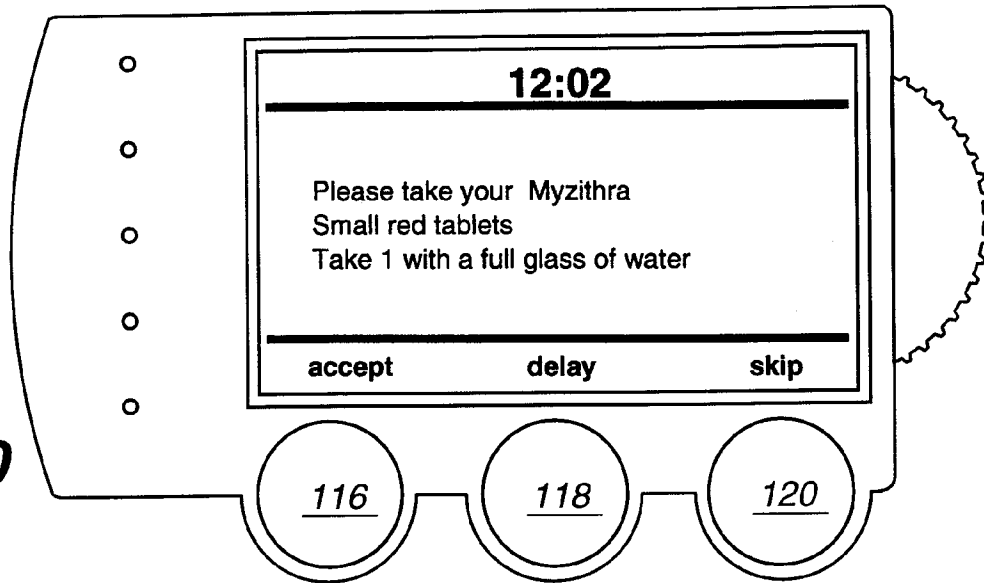 12:02
Please take your Myzithra
Small red tablets
Take 1 with a full glass of water
accept delay skip
116 118 120